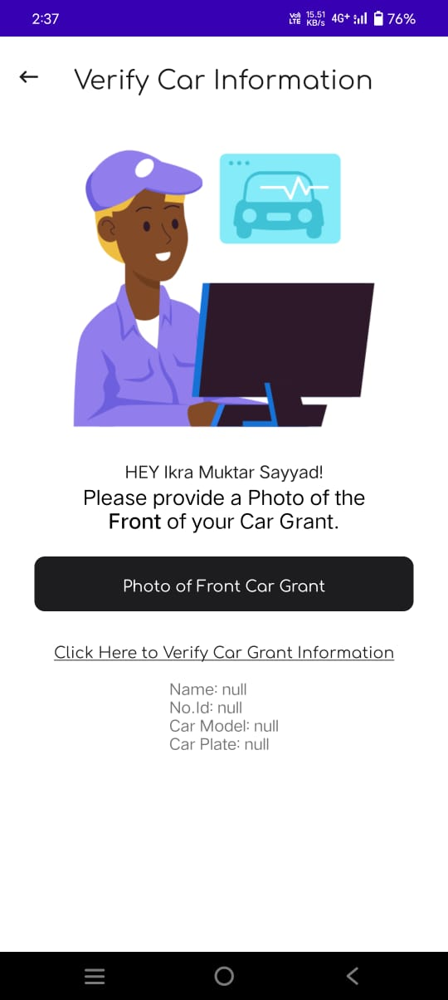 2:37 Vo) LTE 15.51 KB/s 4G+ 76%
Verify Car Information
HEY Ikra Muktar Sayyad!
Please provide a Photo of the
Front of your Car Grant.
Photo of Front Car Grant
Click Here to Verify Car Grant Information
Name: null
No.Id: null
Car Model: null
Car Plate: null